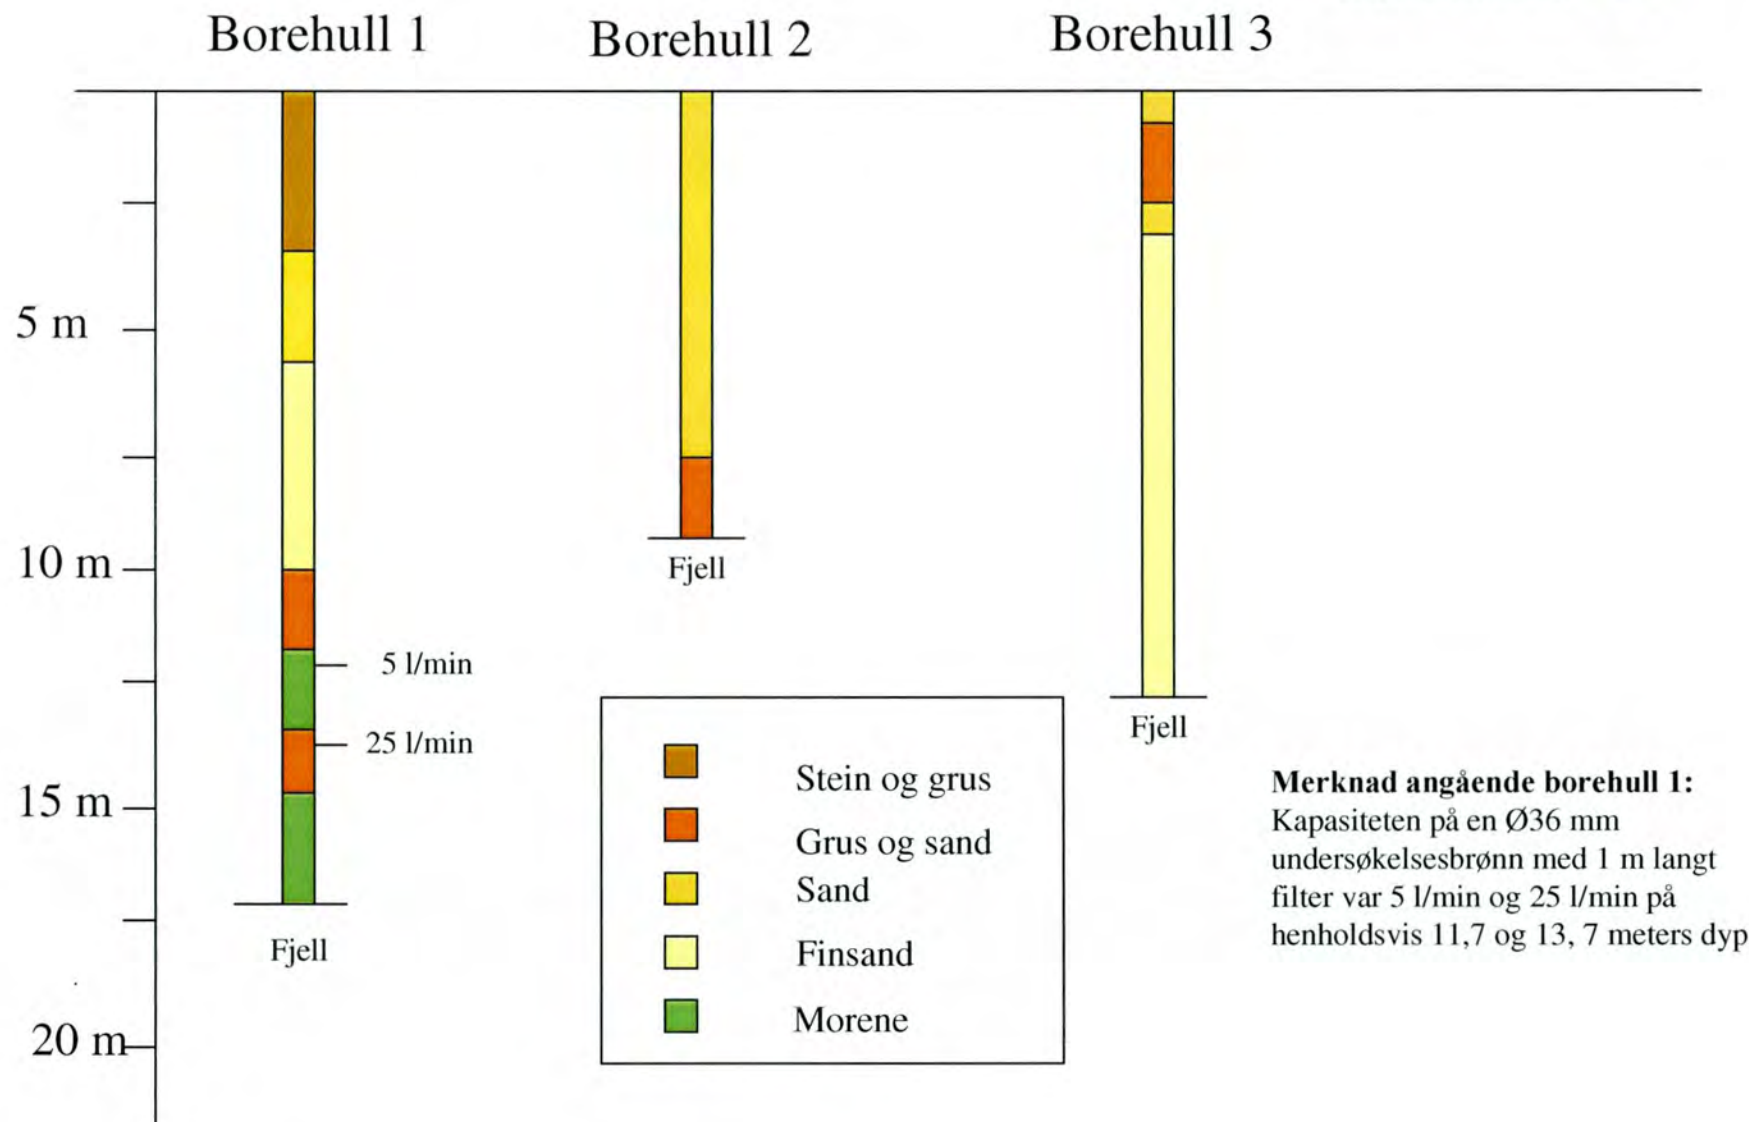 Borehull 1
Borehull 2
Borehull 3
5 m
10 m
15 m
20 m
5 l/min
25 l/min
Fjell
Fjell
Fjell
Stein og grus
Grus og sand
Sand
Finsand
Morene
Merknad angående borehull 1:
Kapasiteten på en Ø36 mm
undersøkelsesbrønn med 1 m langt
filter var 5 l/min og 25 l/min på
henholdsvis 11,7 og 13, 7 meters dyp